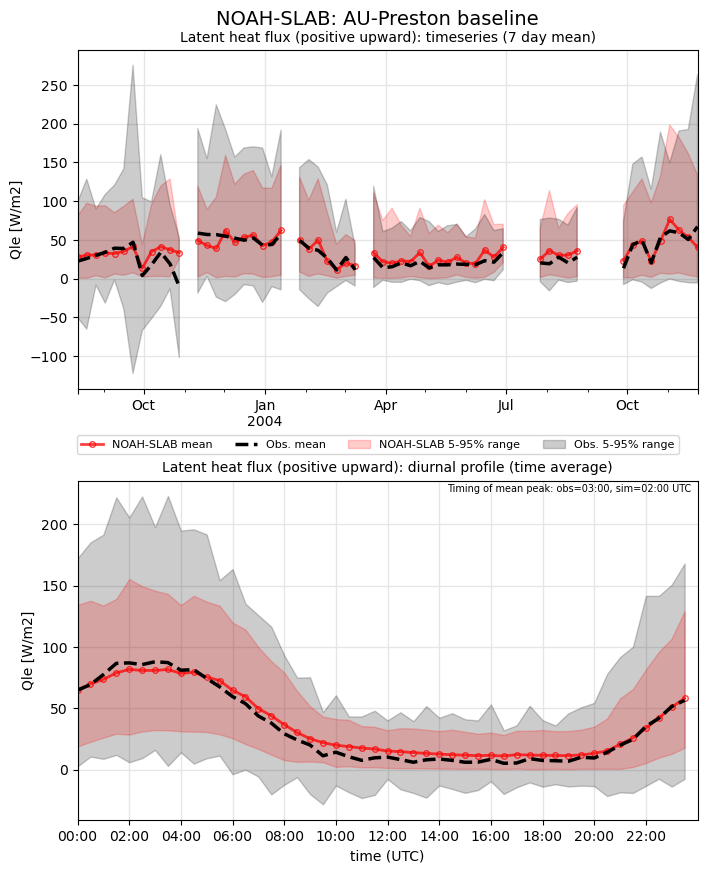 NOAH-SLAB: AU-Preston baseline
Latent heat flux (positive upward): timeseries (7 day mean)
Qle [W/m2]
250
200
150
100
50
0
−50
−100
Oct
Jan
2004
Apr
Jul
Oct
NOAH-SLAB mean
Obs. mean
NOAH-SLAB 5-95% range
Obs. 5-95% range
Latent heat flux (positive upward): diurnal profile (time average)
Timing of mean peak: obs=03:00, sim=02:00 UTC
Qle [W/m2]
200
150
100
50
0
00:00
02:00
04:00
06:00
08:00
10:00
12:00
14:00
16:00
18:00
20:00
22:00
time (UTC)